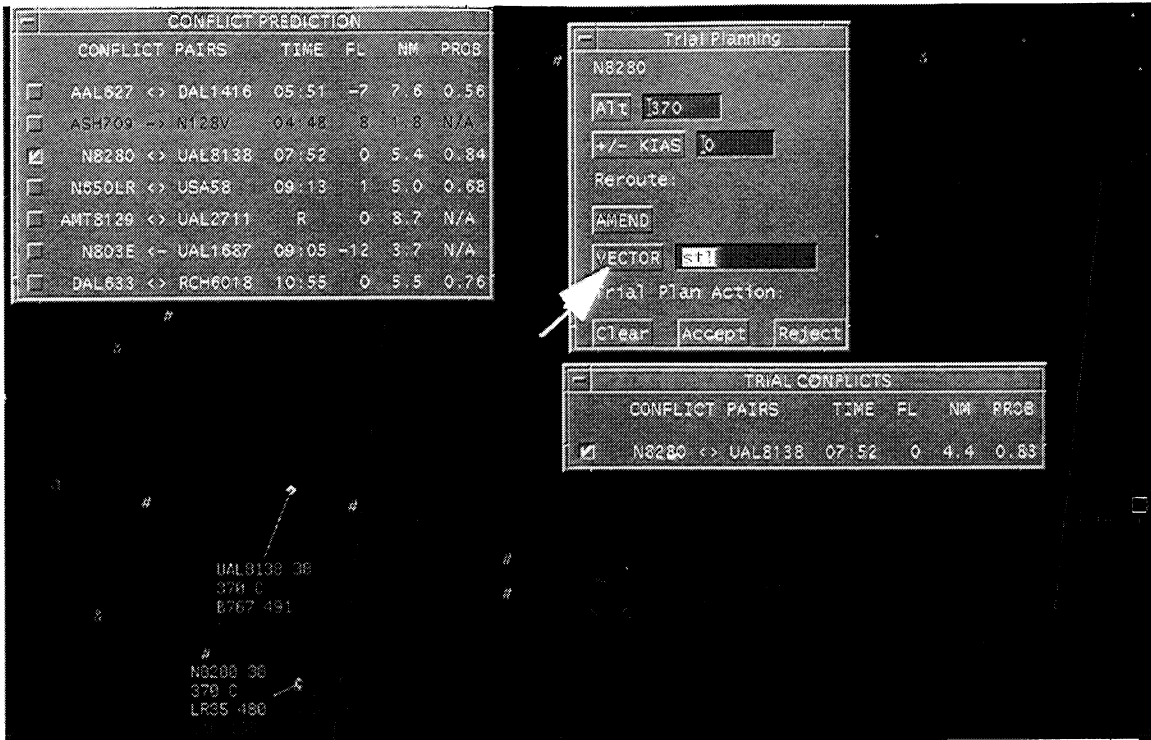 CONFLICT PREDICTION
CONFLICT PAIRS TIME FL NM PROB
AAL627 <> DAL1416 05:51 -7 7.6 0.56
ASH709 -> N128V 04:48 8 1.8 N/A
N8280 <> UAL8138 07:52 0 5.4 0.84
N550LR <> USA58 09:13 1 5.0 0.68
AMT8129 <> UAL2711 R 0 8.7 N/A
N803E <- UAL1687 09:05 -12 3.7 N/A
DAL633 <> RCH6018 10:55 0 5.5 0.76
Trial Planning
N8280
Alt 370
+/- KIAS 0
Reroute:
AMEND
VECTOR stl
Trial Plan Action:
Clear Accept Reject
TRIAL CONFLICTS
CONFLICT PAIRS TIME FL NM PROB
N8280 <> UAL8138 07:52 0 4.4 0.83
UAL8138 38
370 C
B767 491
N8280 38
370 C
LR35 480